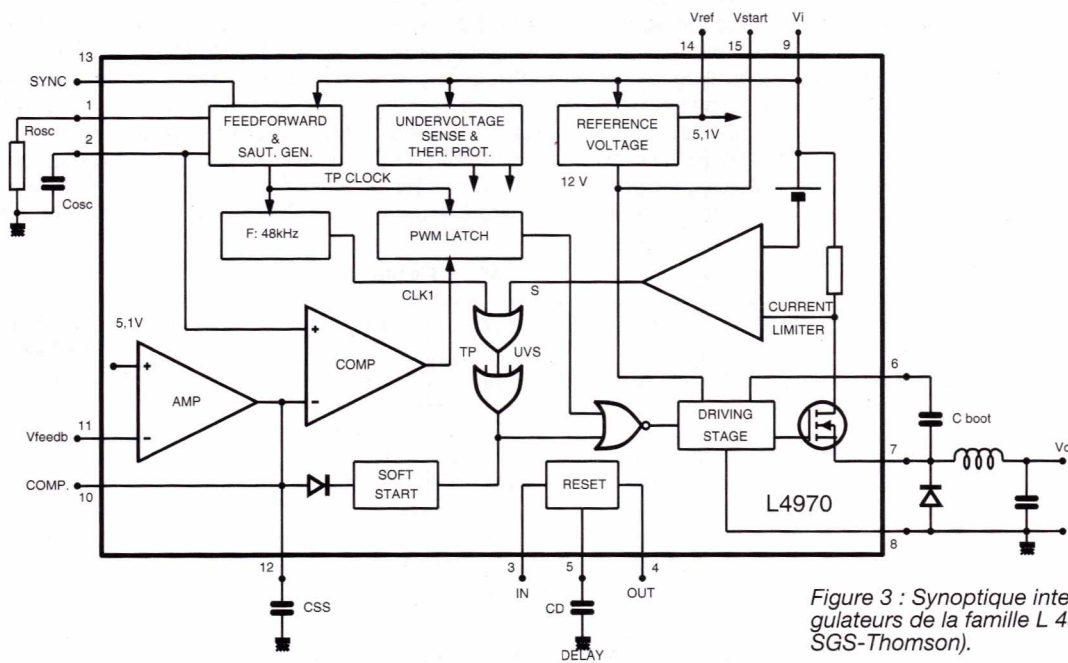 Vref Vstart Vi
14 15 9
13
SYNC
1
Rosc
2
Cosc
FEEDFORWARD
&
SAUT. GEN.
UNDERVOLTAGE
SENSE &
THER. PROT.
REFERENCE
VOLTAGE
5,1V
TP CLOCK
12 V
F: 48kHz
PWM LATCH
CLK1
S
CURRENT
LIMITER
5,1V
+
AMP
−
+
COMP
−
TP
UVS
6
C boot
DRIVING
STAGE
7
11
Vfeedb
COMP.
10
SOFT
START
RESET
L4970
8
12
3
5
4
IN
OUT
CSS
CD
DELAY
Figure 3 : Synoptique inte
gulateurs de la famille L 4
SGS-Thomson).